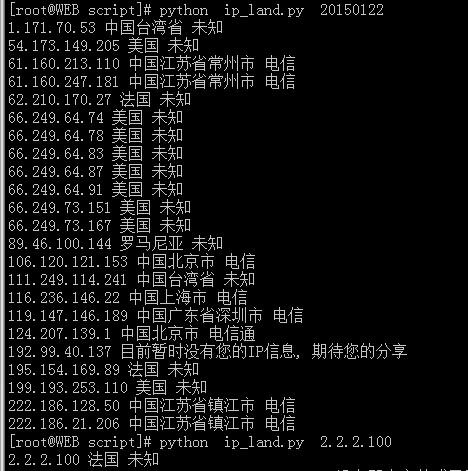 [root@WEB script]# python  ip_land.py  20150122
1.171.70.53 中国台湾省 未知
54.173.149.205 美国 未知
61.160.213.110 中国江苏省常州市 电信
61.160.247.181 中国江苏省常州市 电信
62.210.170.27 法国 未知
66.249.64.74 美国 未知
66.249.64.78 美国 未知
66.249.64.83 美国 未知
66.249.64.87 美国 未知
66.249.64.91 美国 未知
66.249.73.151 美国 未知
66.249.73.167 美国 未知
89.46.100.144 罗马尼亚 未知
106.120.121.153 中国北京市 电信
111.249.114.241 中国台湾省 未知
116.236.146.22 中国上海市 电信
119.147.146.189 中国广东省深圳市 电信
124.207.139.1 中国北京市 电信通
192.99.40.137 目前暂时没有您的IP信息, 期待您的分享
195.154.169.89 法国 未知
199.193.253.110 美国 未知
222.186.128.50 中国江苏省镇江市 电信
222.186.21.206 中国江苏省镇江市 电信
[root@WEB script]# python  ip_land.py  2.2.2.100
2.2.2.100 法国 未知